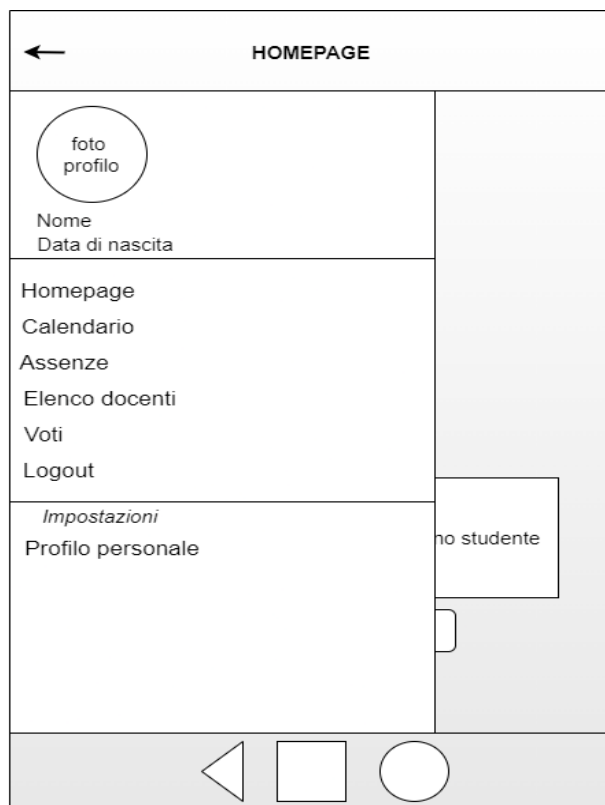 HOMEPAGE
foto
profilo
Nome
Data di nascita
Homepage
Calendario
Assenze
Elenco docenti
Voti
Logout
Impostazioni
Profilo personale
no studente